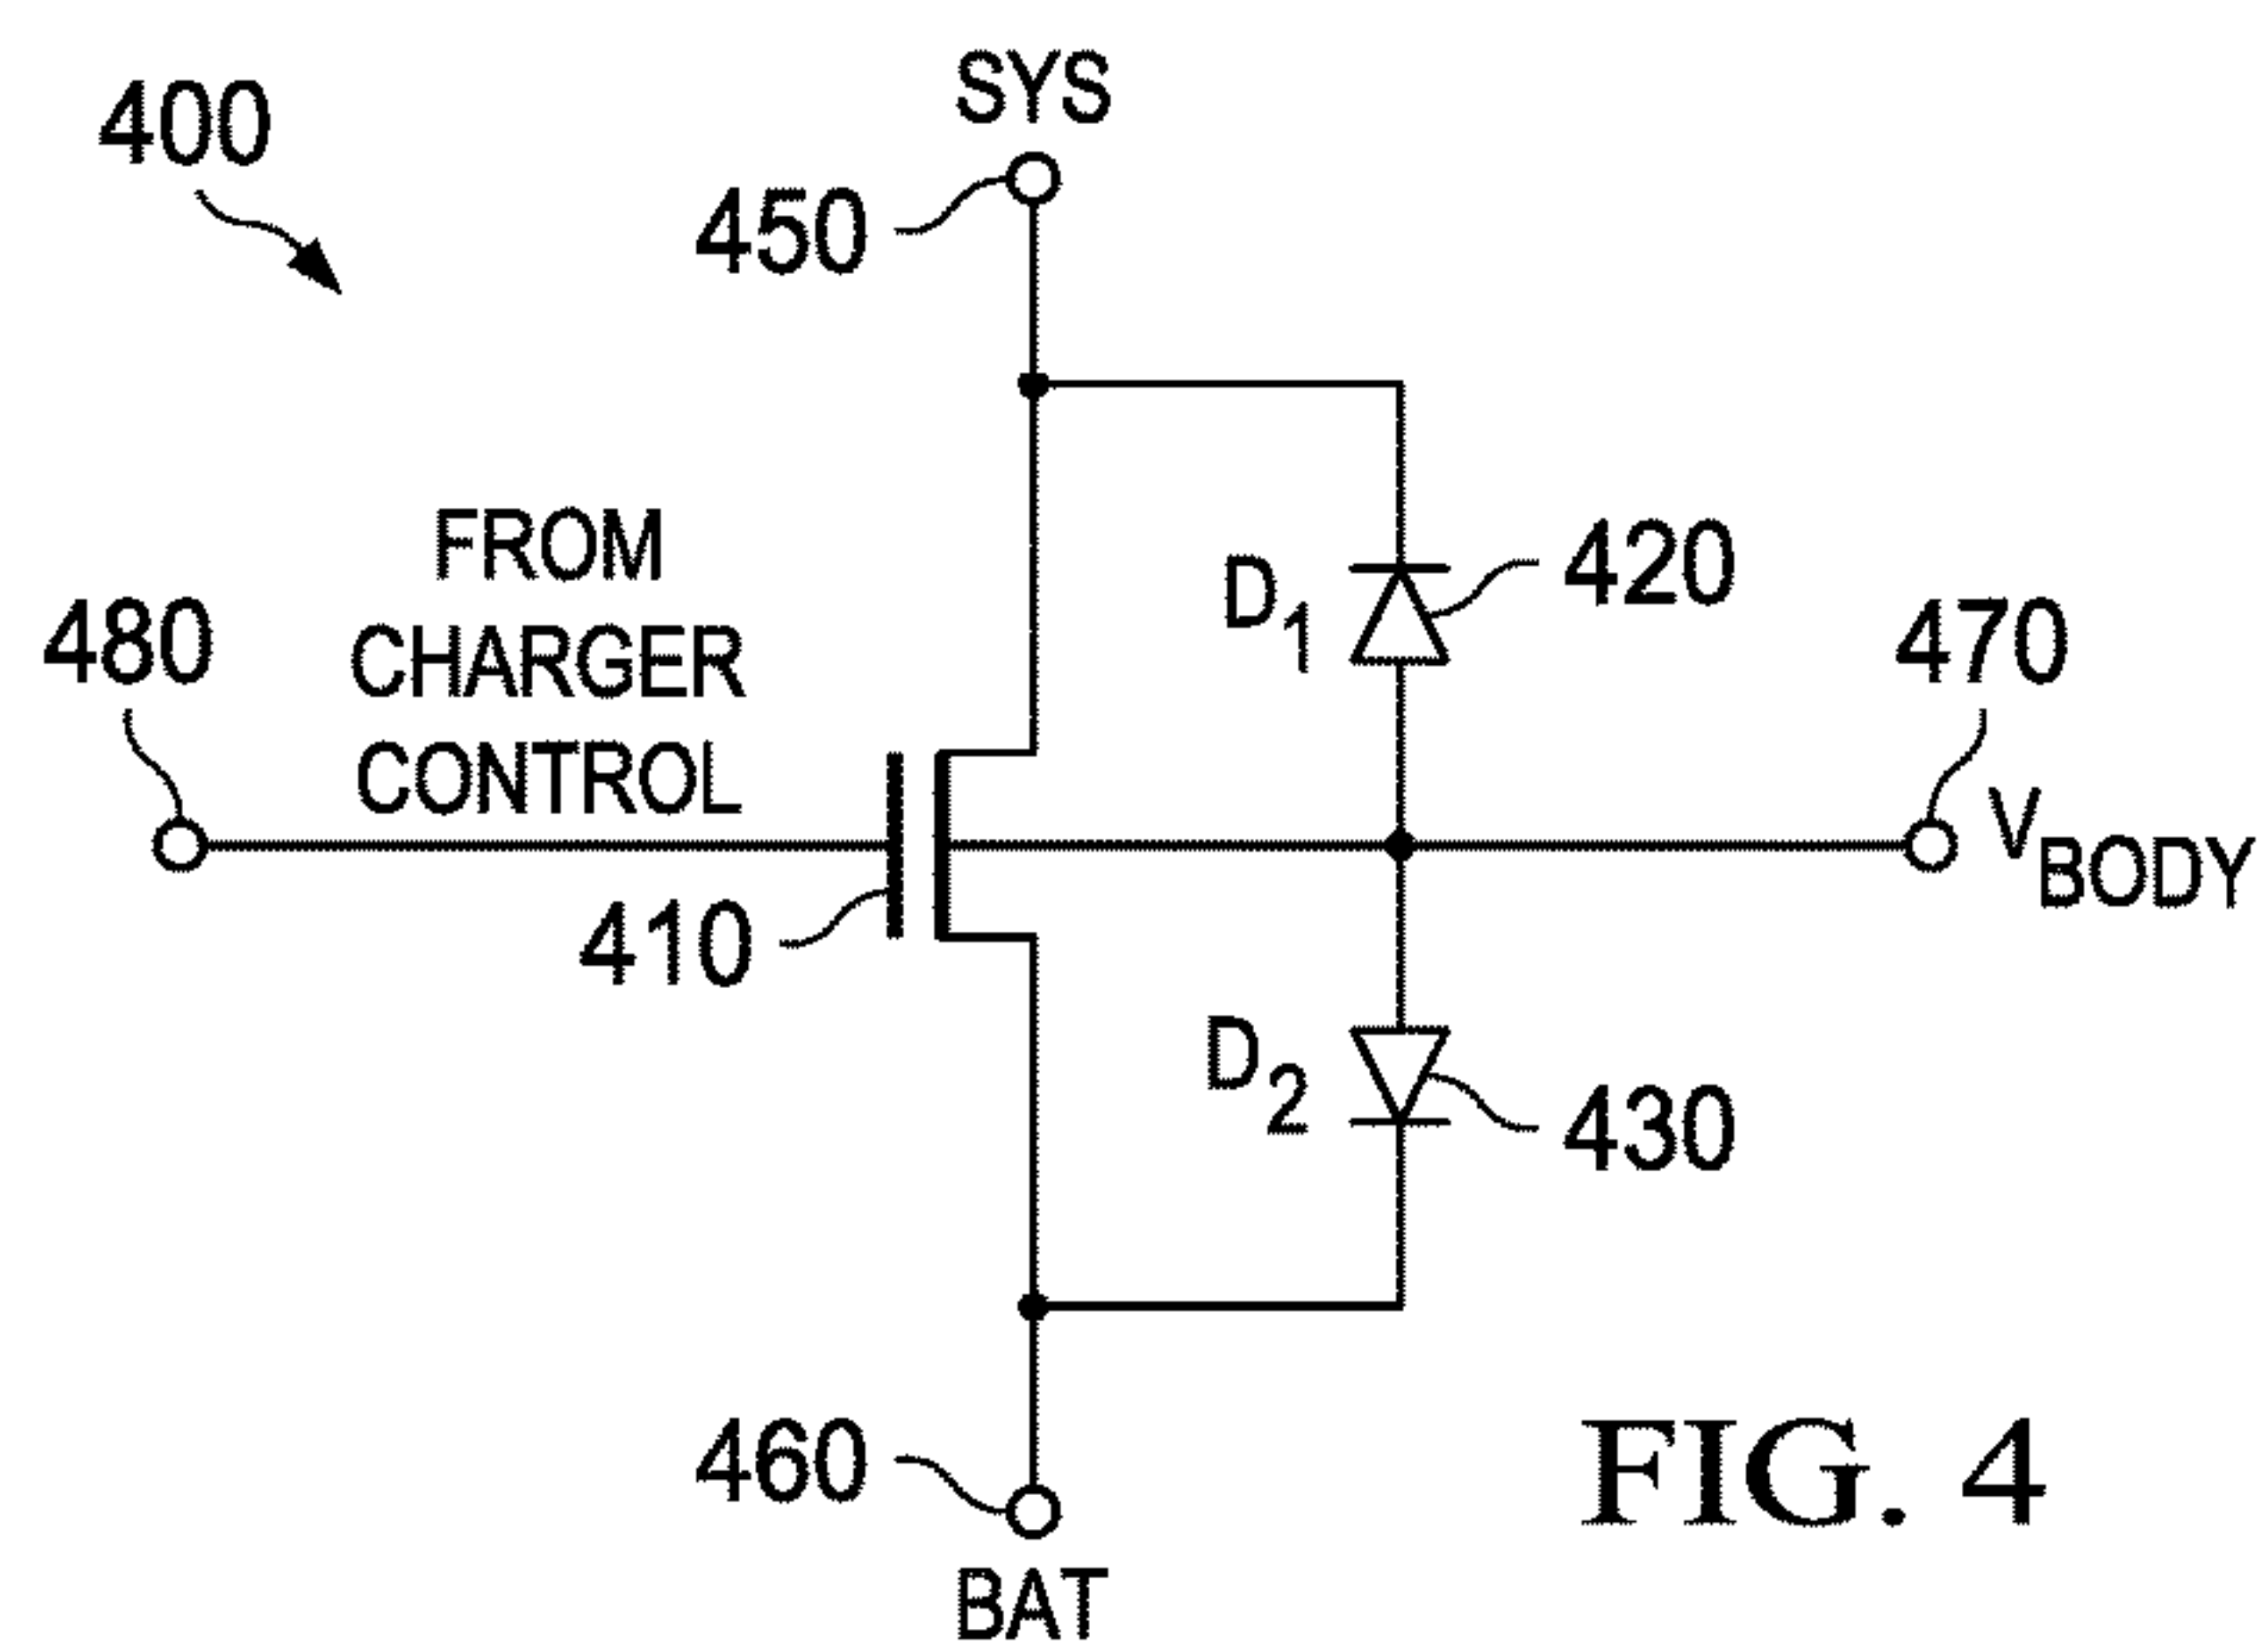 400
SYS
450
FROM
CHARGER
CONTROL
480
D1
420
470
VBODY
410
D2
430
460
BAT
FIG. 4